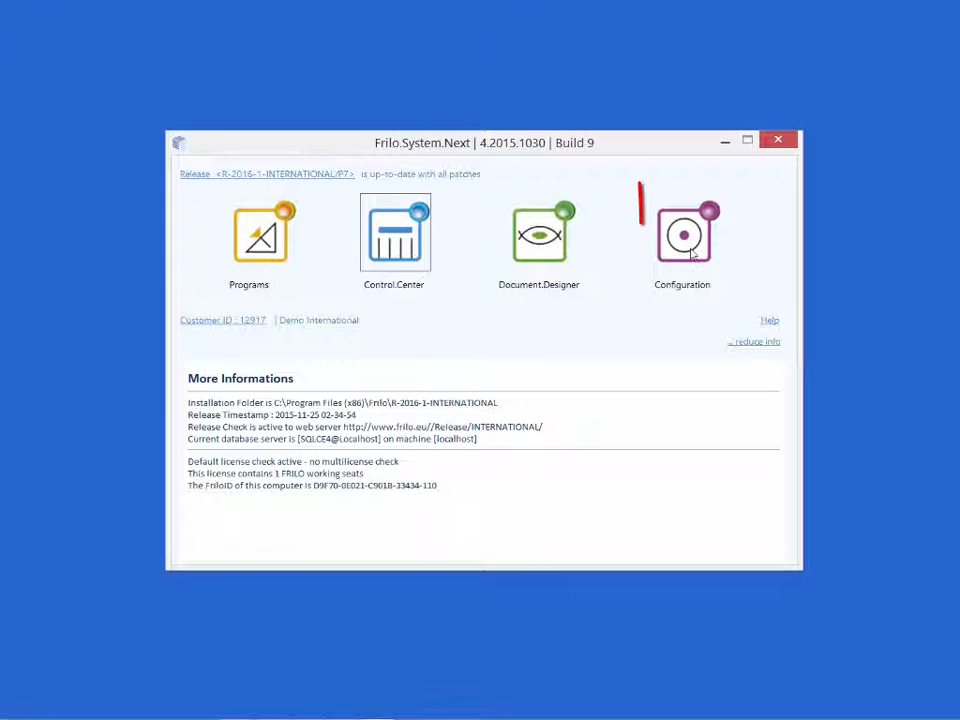 Frilo.System.Next | 4.2015.1030 | Build 9
Release <R-2016-1-INTERNATIONAL/P7> is up-to-date with all patches
Programs
Control.Center
Document.Designer
Configuration
Customer ID : 12917 | Demo International
Help
... reduce info
More Informations
Installation Folder is C:\Program Files (x86)\Frilo\R-2016-1-INTERNATIONAL
Release Timestamp : 2015-11-25 02-34-54
Release Check is active to web server http://www.frilo.eu//Release/INTERNATIONAL/
Current database server is [SQLCE4@Localhost] on machine [localhost]
Default license check active - no multilicense check
This license contains 1 FRILO working seats
The FriloID of this computer is D9F70-0E021-C901B-33434-110